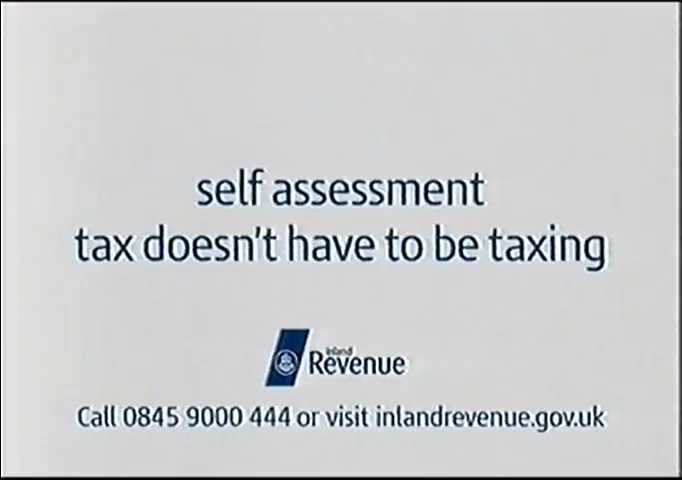 self assessment
tax doesn't have to be taxing
Inland
Revenue
Call 0845 9000 444 or visit inlandrevenue.gov.uk